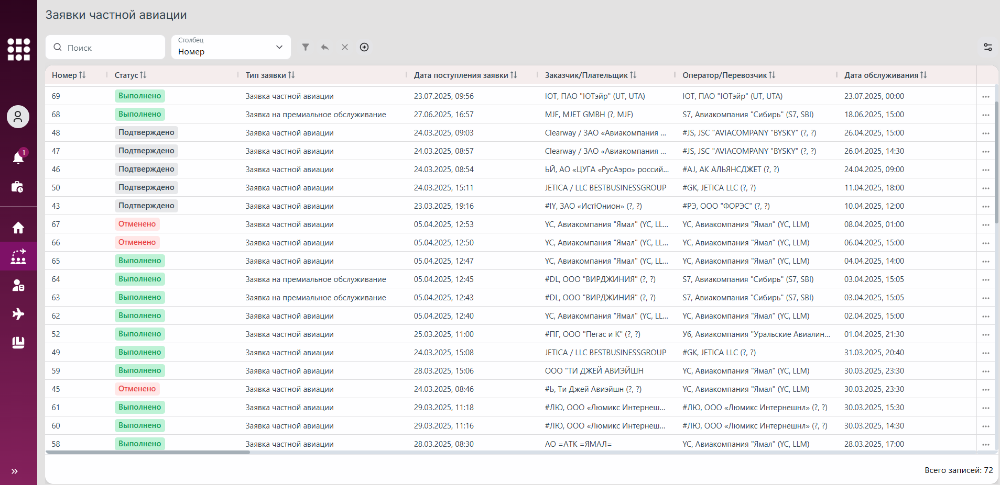 Заявки частной авиации
Поиск
Столбец
Номер
1
Номер Статус Тип заявки Дата поступления заявки Заказчик/Плательщик Оператор/Перевозчик Дата обслуживания
69 Выполнено Заявка частной авиации 23.07.2025, 09:56 ЮТ, ПАО "ЮТэйр" (UT, UTA) ЮТ, ПАО "ЮТэйр" (UT, UTA) 23.07.2025, 00:00
68 Выполнено Заявка на премиальное обслуживание 27.06.2025, 16:57 MJF, MJET GMBH (?, MJF) S7, Авиакомпания "Сибирь" (S7, SBI) 18.06.2025, 15:00
48 Подтверждено Заявка частной авиации 24.03.2025, 09:03 Clearway / ЗАО «Авиакомпания ... #JS, JSC "AVIACOMPANY "BYSKY" (?, ?) 26.04.2025, 15:00
47 Подтверждено Заявка частной авиации 24.03.2025, 08:57 Clearway / ЗАО «Авиакомпания ... #JS, JSC "AVIACOMPANY "BYSKY" (?, ?) 26.04.2025, 14:30
46 Подтверждено Заявка частной авиации 24.03.2025, 08:54 ЬЙ, АО «ЦУГА «РусАэро» россий... #AJ, АК АЛЬЯНСДЖЕТ (?, ?) 24.04.2025, 09:00
50 Подтверждено Заявка частной авиации 24.03.2025, 15:11 JETICA / LLC BESTBUSINESSGROUP #GK, JETICA LLC (?, ?) 11.04.2025, 18:00
43 Подтверждено Заявка частной авиации 23.03.2025, 19:16 #IY, ЗАО «ИстЮнион» (?, ?) #РЭ, ООО "ФОРЭС" (?, ?) 10.04.2025, 12:00
67 Отменено Заявка частной авиации 05.04.2025, 12:53 YC, Авиакомпания "Ямал" (YC, LL... YC, Авиакомпания "Ямал" (YC, LLM) 08.04.2025, 01:00
66 Отменено Заявка частной авиации 05.04.2025, 12:50 YC, Авиакомпания "Ямал" (YC, LL... YC, Авиакомпания "Ямал" (YC, LLM) 06.04.2025, 15:00
65 Выполнено Заявка частной авиации 05.04.2025, 12:47 YC, Авиакомпания "Ямал" (YC, LL... YC, Авиакомпания "Ямал" (YC, LLM) 04.04.2025, 14:00
64 Выполнено Заявка на премиальное обслуживание 05.04.2025, 12:45 #DL, ООО "ВИРДЖИНИЯ" (?, ?) S7, Авиакомпания "Сибирь" (S7, SBI) 03.04.2025, 15:05
63 Выполнено Заявка на премиальное обслуживание 05.04.2025, 12:43 #DL, ООО "ВИРДЖИНИЯ" (?, ?) S7, Авиакомпания "Сибирь" (S7, SBI) 03.04.2025, 15:05
62 Выполнено Заявка частной авиации 05.04.2025, 12:40 YC, Авиакомпания "Ямал" (YC, LL... YC, Авиакомпания "Ямал" (YC, LLM) 02.04.2025, 15:00
52 Выполнено Заявка частной авиации 25.03.2025, 11:00 #ПГ, ООО "Пегас и К" (?, ?) У6, Авиакомпания "Уральские Авиалин... 01.04.2025, 21:30
49 Выполнено Заявка частной авиации 24.03.2025, 15:08 JETICA / LLC BESTBUSINESSGROUP #GK, JETICA LLC (?, ?) 31.03.2025, 20:40
59 Выполнено Заявка частной авиации 28.03.2025, 15:06 ООО "ТИ ДЖЕЙ АВИЭЙШН YC, Авиакомпания "Ямал" (YC, LLM) 30.03.2025, 23:30
45 Отменено Заявка частной авиации 24.03.2025, 08:46 #Ь, Ти Джей Авиэйшн (?, ?) YC, Авиакомпания "Ямал" (YC, LLM) 30.03.2025, 23:30
61 Выполнено Заявка частной авиации 29.03.2025, 11:18 #ЛЮ, ООО «Люмикс Интернеш... #ЛЮ, ООО «Люмикс Интернешнл» (?, ?) 30.03.2025, 15:30
60 Выполнено Заявка частной авиации 29.03.2025, 11:16 #ЛЮ, ООО «Люмикс Интернеш... #ЛЮ, ООО «Люмикс Интернешнл» (?, ?) 30.03.2025, 14:30
58 Выполнено Заявка частной авиации 28.03.2025, 08:30 АО =АТК =ЯМАЛ= YC, Авиакомпания "Ямал" (YC, LLM) 28.03.2025, 17:00
Всего записей: 72